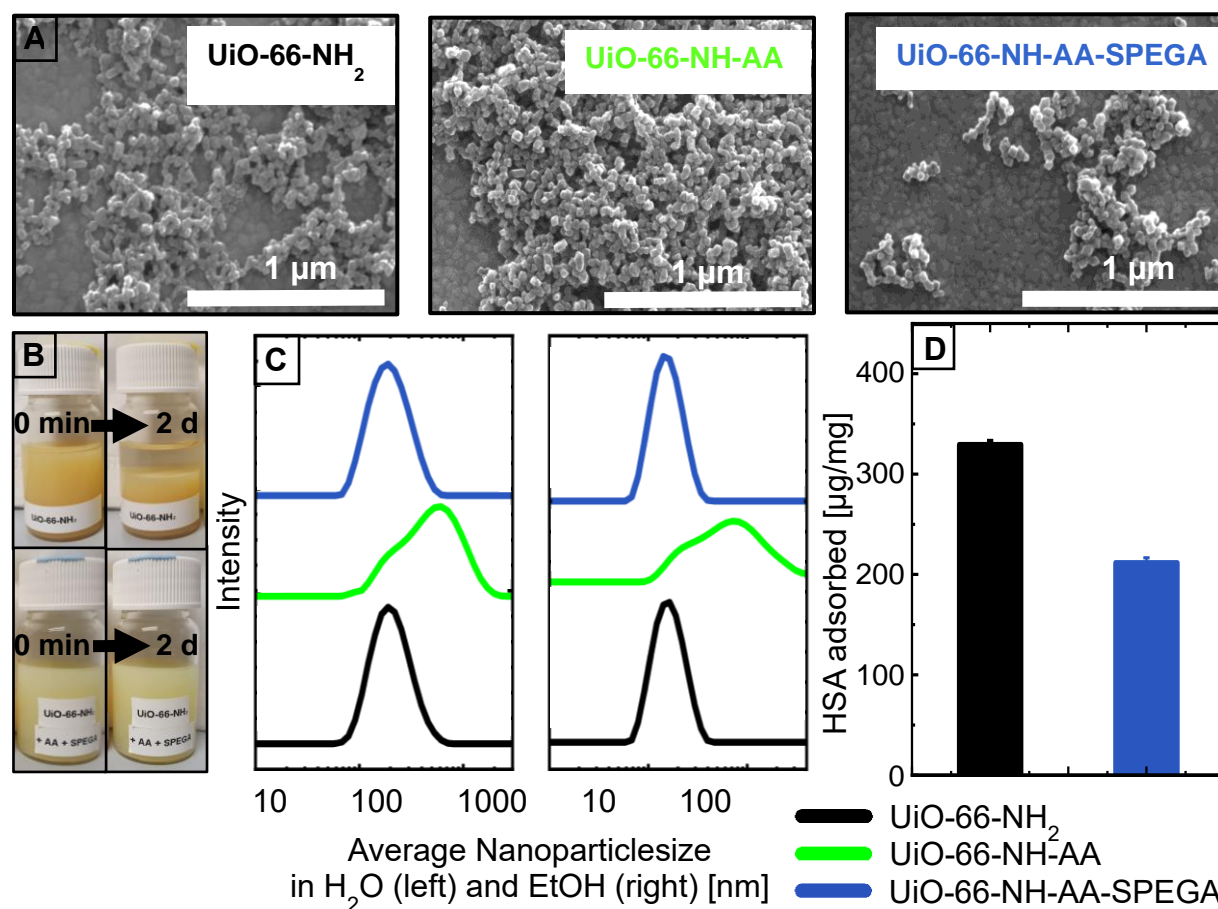 A
UiO-66-NH2
UiO-66-NH-AA
UiO-66-NH-AA-SPEGA
1 µm
1 µm
1 µm
B
0 min
2 d
UiO-66-NH2
UiO-66-NH2
0 min
2 d
UiO-66-NH2
+ AA + SPEGA
UiO-66-NH2
+ AA + SPEGA
C
Intensity
10
100
1000
10
100
Average Nanoparticlesize
in H2O (left) and EtOH (right) [nm]
D
HSA adsorbed [µg/mg]
400
300
200
100
0
UiO-66-NH2
UiO-66-NH-AA
UiO-66-NH-AA-SPEGA